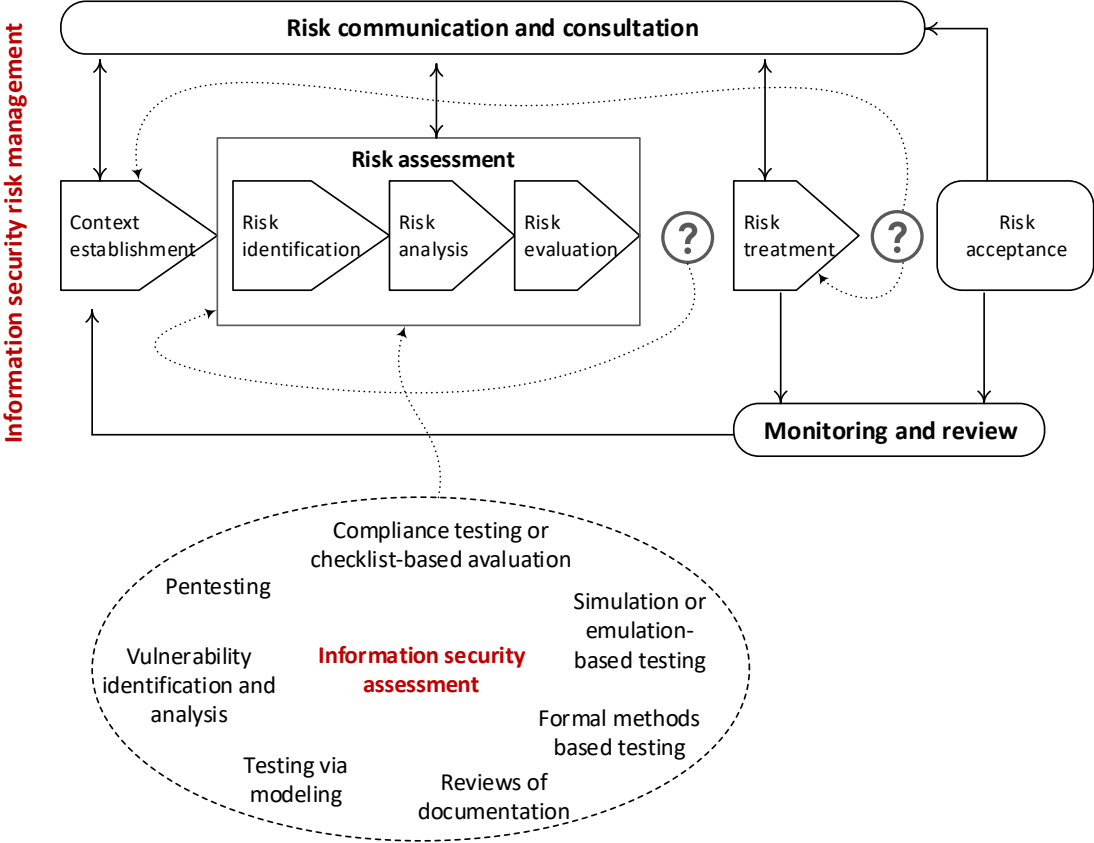 Information security risk management
Risk communication and consultation
Risk assessment
Context
establishment
Risk
identification
Risk
analysis
Risk
evaluation
?
Risk
treatment
?
Risk
acceptance
Monitoring and review
Compliance testing or
checklist-based avaluation
Pentesting
Simulation or
emulation-
based testing
Vulnerability
identification and
analysis
Information security
assessment
Formal methods
based testing
Testing via
modeling
Reviews of
documentation